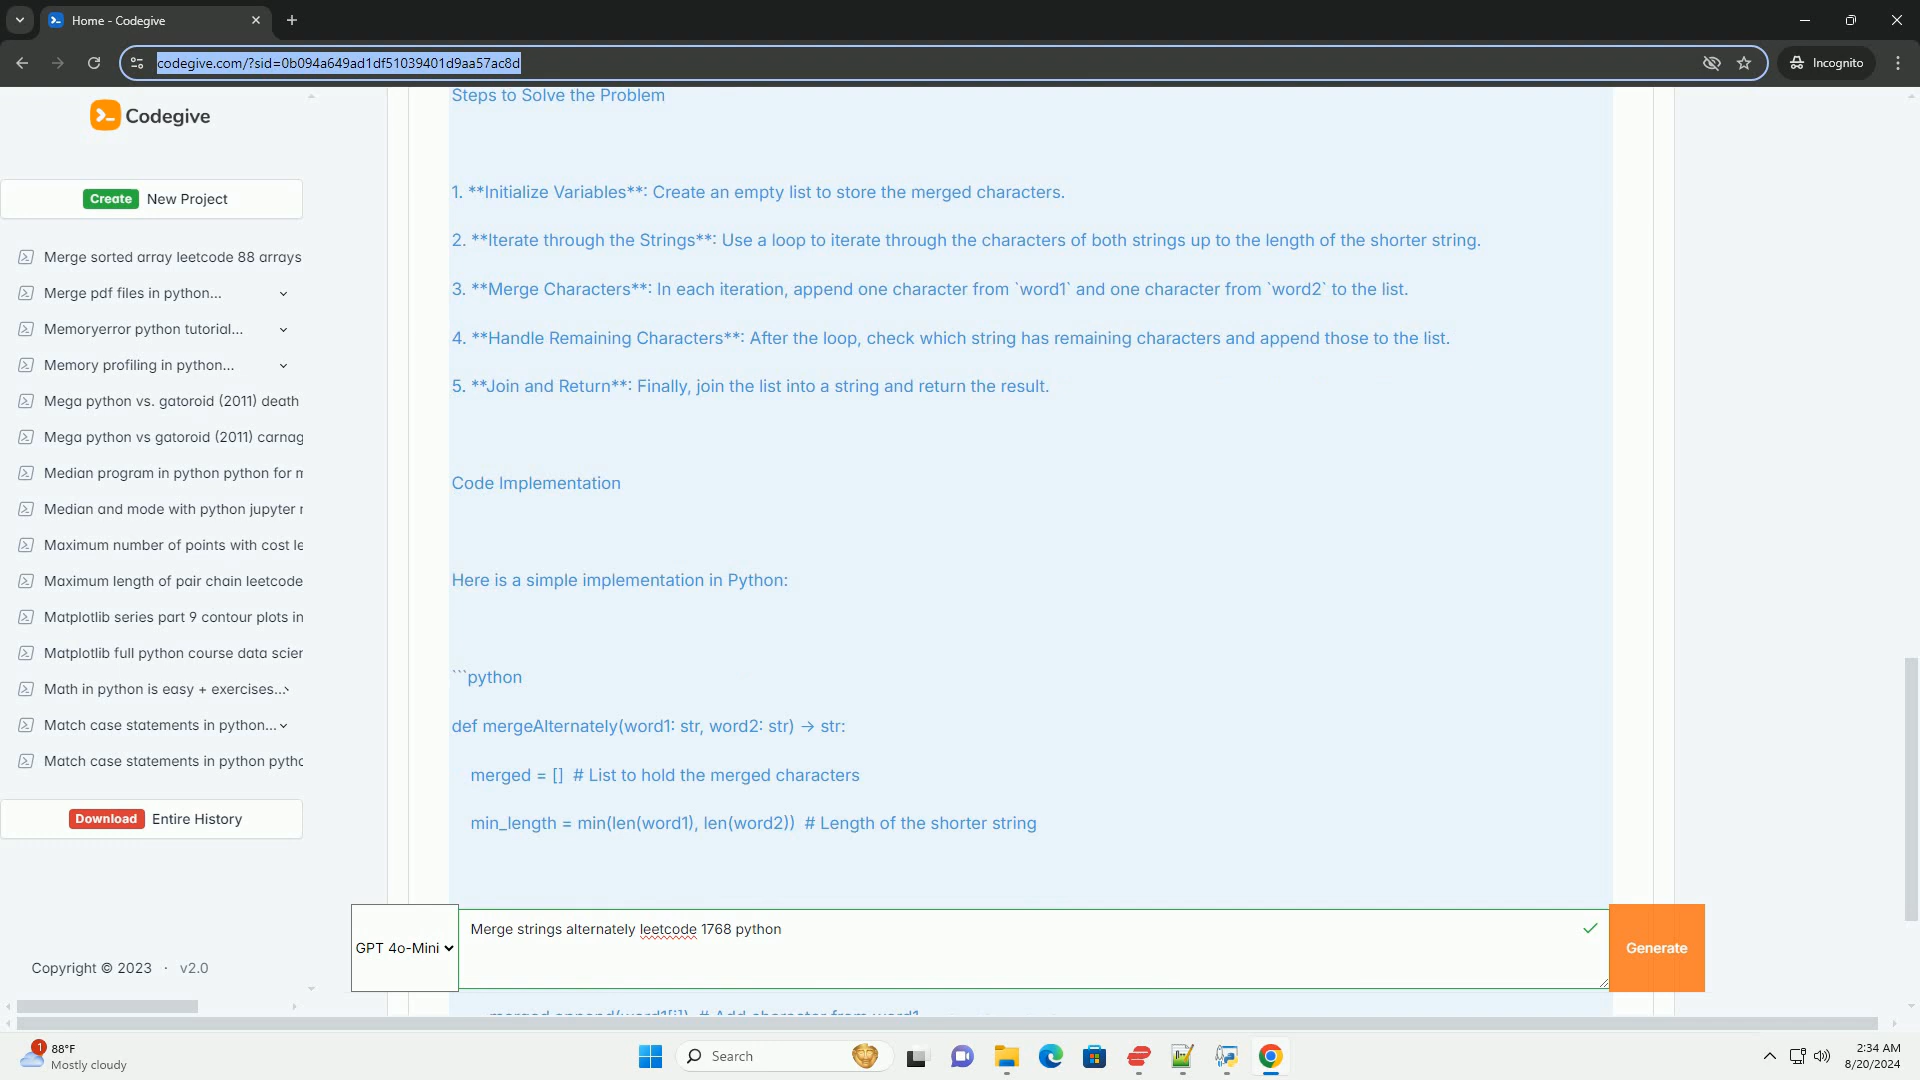 Home - Codegive
codegive.com/?sid=0b094a649ad1df51039401d9aa57ac8d
Incognito
Codegive
Create New Project
Merge sorted array leetcode 88 arrays
Merge pdf files in python...
Memoryerror python tutorial...
Memory profiling in python...
Mega python vs. gatoroid (2011) death
Mega python vs gatoroid (2011) carnag
Median program in python python for m
Median and mode with python jupyter
Maximum number of points with cost le
Maximum length of pair chain leetcode
Matplotlib series part 9 contour plots in
Matplotlib full python course data scier
Math in python is easy + exercises...
Match case statements in python...
Match case statements in python pytho
Download Entire History
Copyright © 2023 · v2.0
Steps to Solve the Problem
1. **Initialize Variables**: Create an empty list to store the merged characters.
2. **Iterate through the Strings**: Use a loop to iterate through the characters of both strings up to the length of the shorter string.
3. **Merge Characters**: In each iteration, append one character from `word1` and one character from `word2` to the list.
4. **Handle Remaining Characters**: After the loop, check which string has remaining characters and append those to the list.
5. **Join and Return**: Finally, join the list into a string and return the result.
Code Implementation
Here is a simple implementation in Python:
```python
def mergeAlternately(word1: str, word2: str) -> str:
merged = [] # List to hold the merged characters
min_length = min(len(word1), len(word2)) # Length of the shorter string
GPT 4o-Mini
Merge strings alternately leetcode 1768 python
Generate
merged.append(word1[i]) # Add character from word1
1
88°F
Mostly cloudy
Search
2:34 AM
8/20/2024